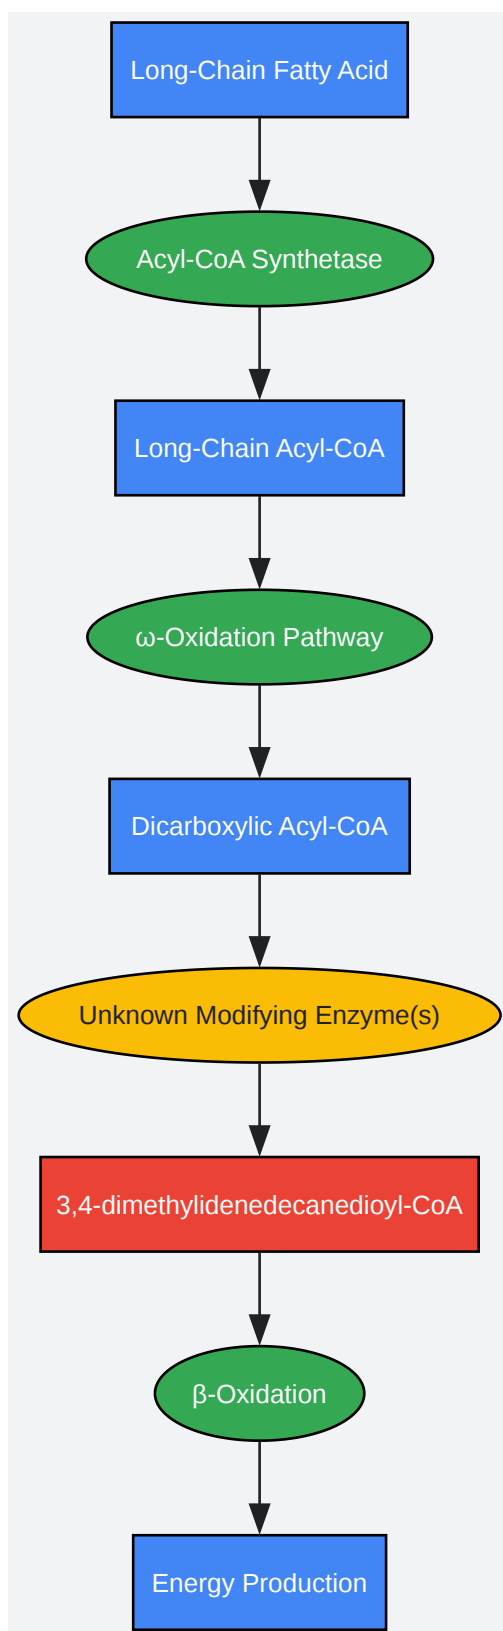 Long-Chain Fatty Acid
Acyl-CoA Synthetase
Long-Chain Acyl-CoA
ω-Oxidation Pathway
Dicarboxylic Acyl-CoA
Unknown Modifying Enzyme(s)
3,4-dimethylidenedecanedioyl-CoA
β-Oxidation
Energy Production